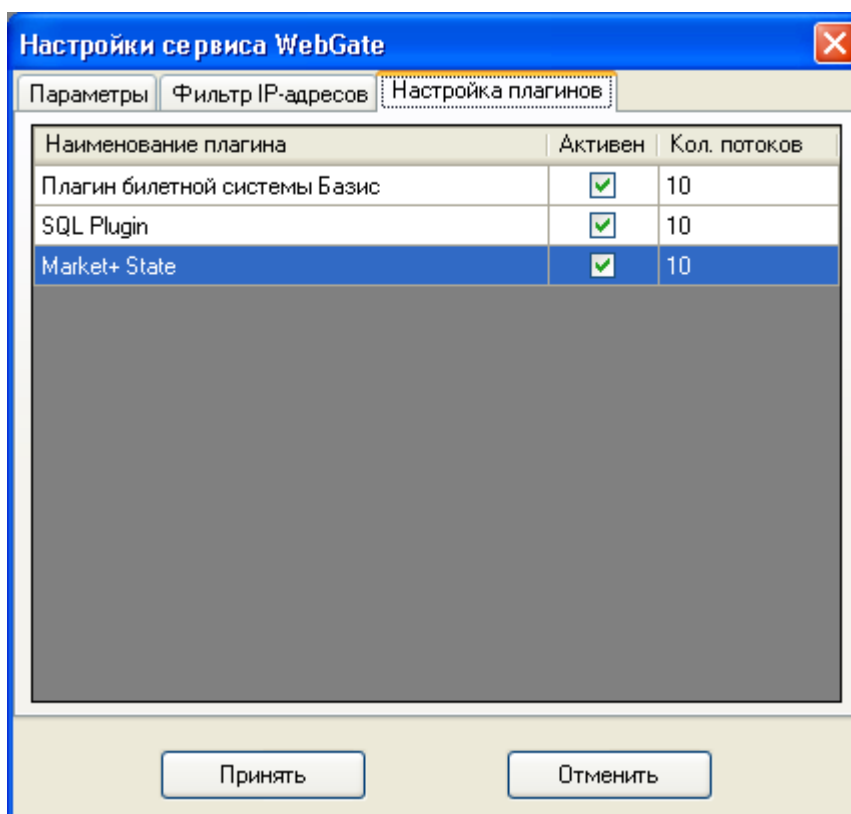 Настройки сервиса WebGate
Параметры Фильтр IP-адресов Настройка плагинов
Наименование плагина Активен Кол. потоков
Плагин билетной системы Базис 10
SQL Plugin 10
Market+ State 10
Принять Отменить